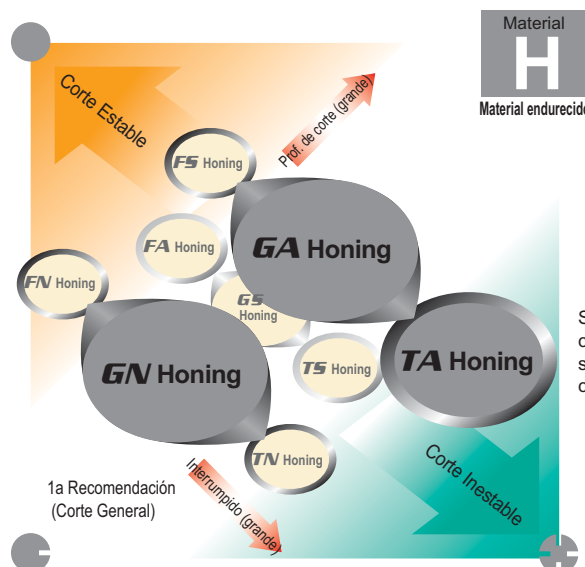 Material
H
Material endurecido
Corte Estable
Prof. de corte (grande)
FS Honing
FA Honing
GA Honing
FN Honing
GS
Honing
GN Honing
TS Honing
TA Honing
TN Honing
1a Recomendación
(Corte General)
Interrumpido (grande)
Corte Inestable